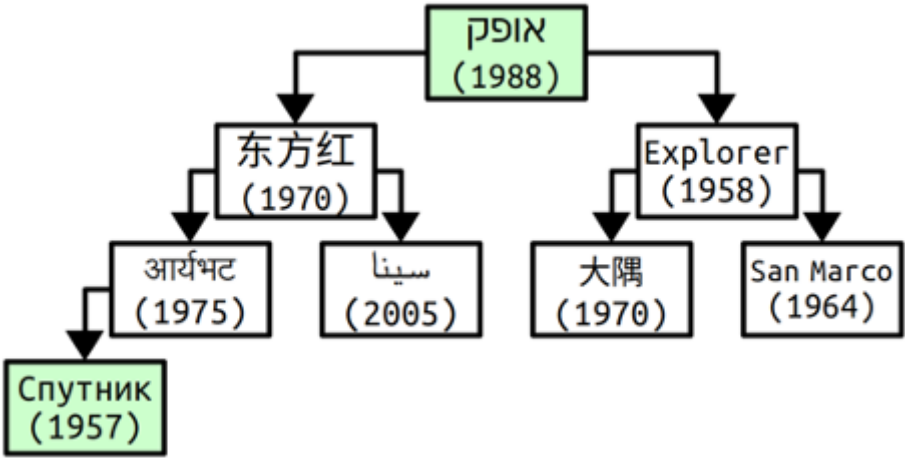 אופק
(1988)
东方红
(1970)
Explorer
(1958)
आर्यभट
(1975)
سينا
(2005)
大隅
(1970)
San Marco
(1964)
Спутник
(1957)